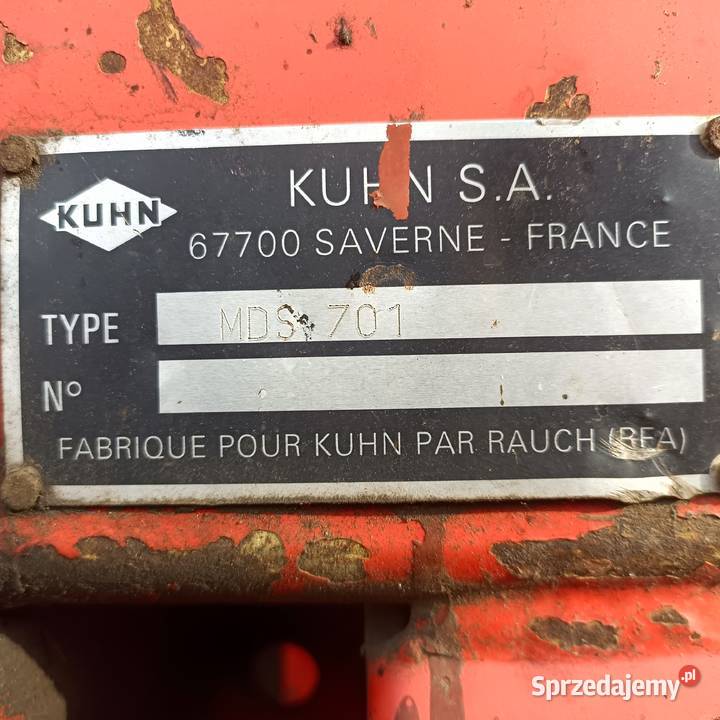 KUHN
KUHN S.A.
67700 SAVERNE - FRANCE
TYPE MDS 701
N°
FABRIQUE POUR KUHN PAR RAUCH (RFA)
Sprzedajemy.pl